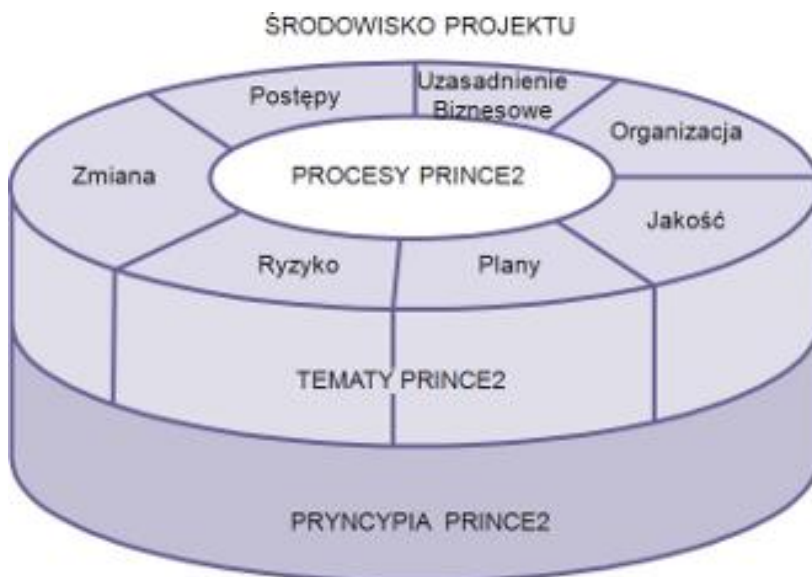 ŚRODOWISKO PROJEKTU
Postępy
Uzasadnienie
Biznesowe
Organizacja
Zmiana
PROCESY PRINCE2
Jakość
Ryzyko
Plany
TEMATY PRINCE2
PRYNCYPIA PRINCE2